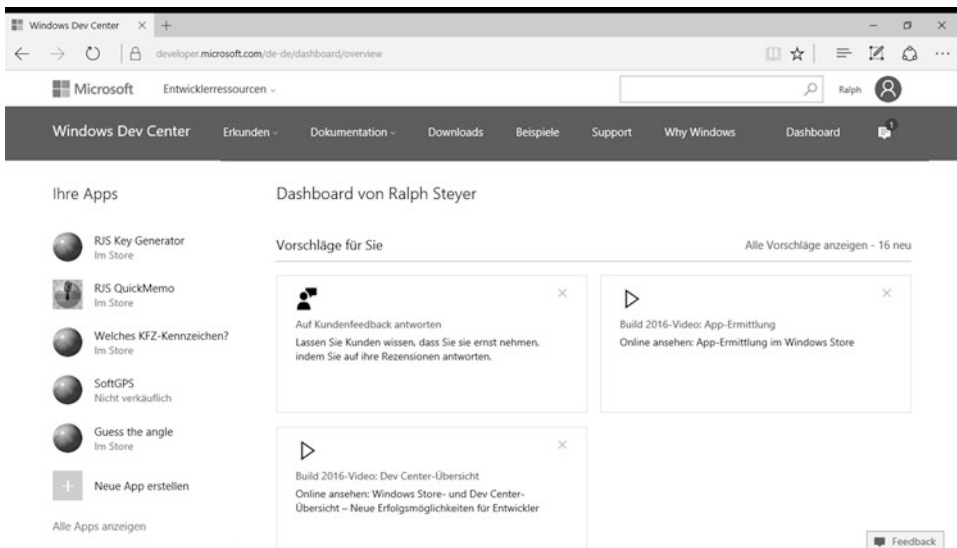 Windows Dev Center
developer.microsoft.com/de-de/dashboard/overview
Microsoft
Entwicklerressourcen
Ralph
Windows Dev Center
Erkunden
Dokumentation
Downloads
Beispiele
Support
Why Windows
Dashboard
1
Ihre Apps
RJS Key Generator
Im Store
RJS QuickMemo
Im Store
Welches KFZ-Kennzeichen?
Im Store
SoftGPS
Nicht verkäuflich
Guess the angle
Im Store
Neue App erstellen
Alle Apps anzeigen
Dashboard von Ralph Steyer
Vorschläge für Sie
Alle Vorschläge anzeigen - 16 neu
Auf Kundenfeedback antworten
Lassen Sie Kunden wissen, dass Sie sie ernst nehmen,
indem Sie auf ihre Rezensionen antworten.
Build 2016-Video: App-Ermittlung
Online ansehen: App-Ermittlung im Windows Store
Build 2016-Video: Dev Center-Übersicht
Online ansehen: Windows Store- und Dev Center-
Übersicht – Neue Erfolgsmöglichkeiten für Entwickler
Feedback